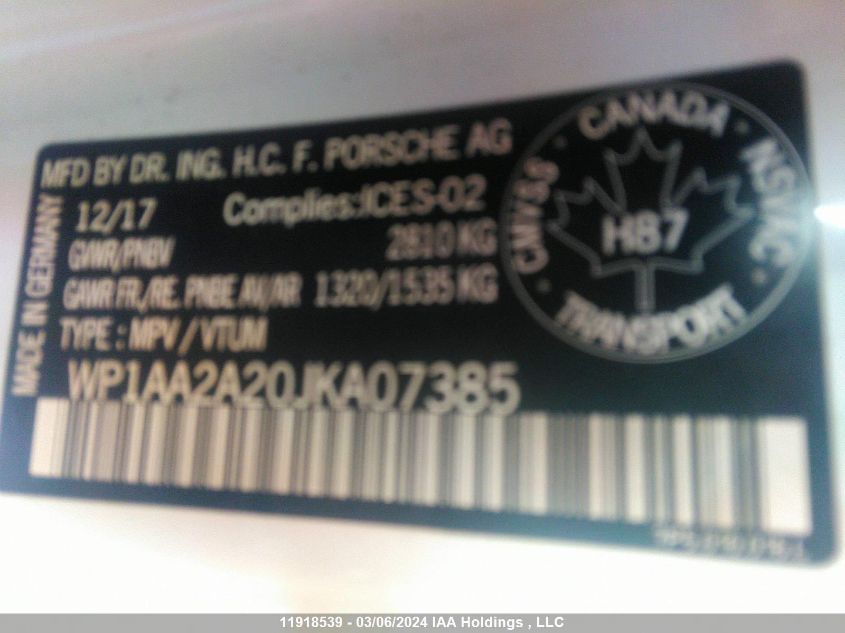 MFD BY DR. ING. H.C. F. PORSCHE AG
12/17 Complies:ICES-02
GVWR/PNBV 2810 KG
GAWR FR./RE. PNBE AV/AR 1320/1535 KG
TYPE : MPV / VTUM
WP1AA2A20JKA07385
MADE IN GERMANY
CANADA
CMVSS
NSVAC
H87
TRANSPORT
11918539 - 03/06/2024 IAA Holdings , LLC